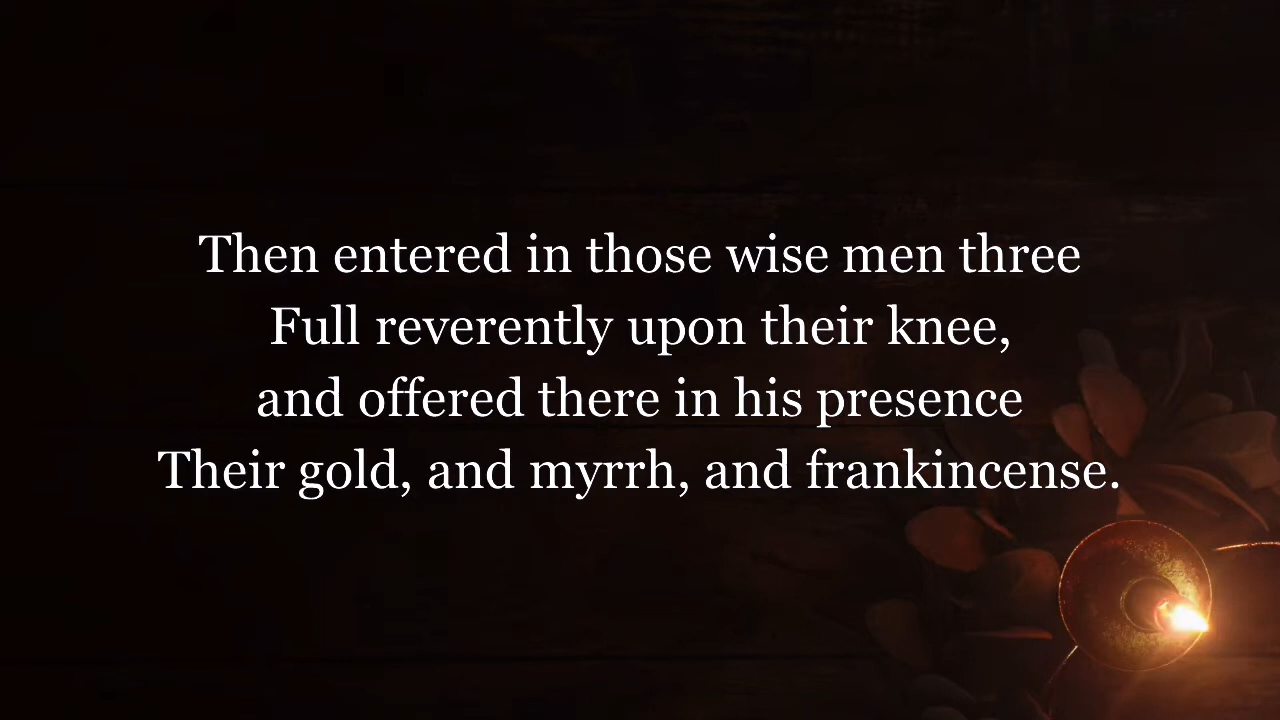 Then entered in those wise men three
Full reverently upon their knee,
and offered there in his presence
Their gold, and myrrh, and frankincense.